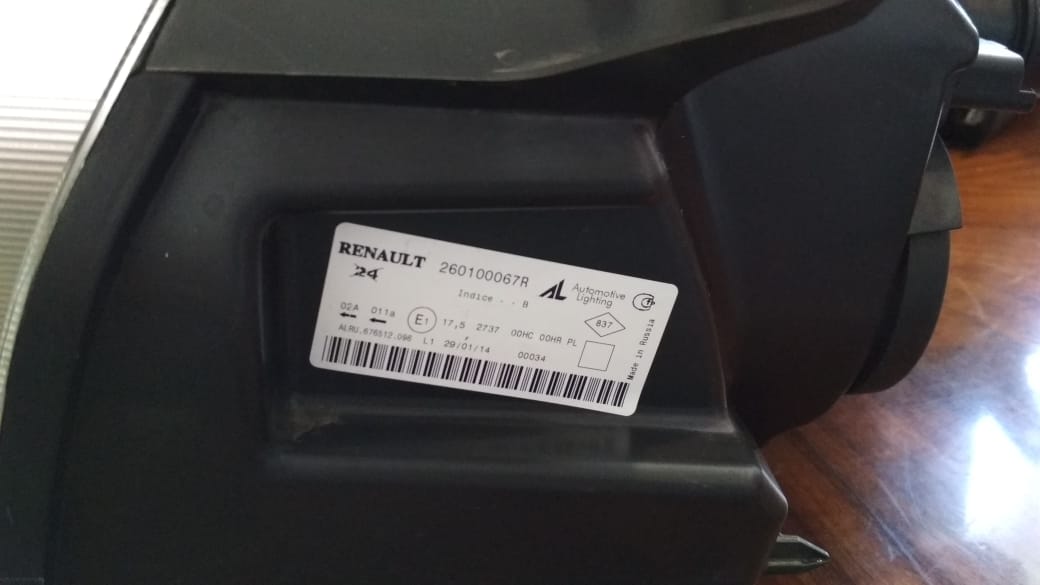 RENAULT 260100067R
24
Indice . . B
AL Automotive Lighting
02A 011a E1 17,5 2737 00HC 00HR PL
837
ALRU.676512.096 L1 29/01/14 00034
Made in Russia